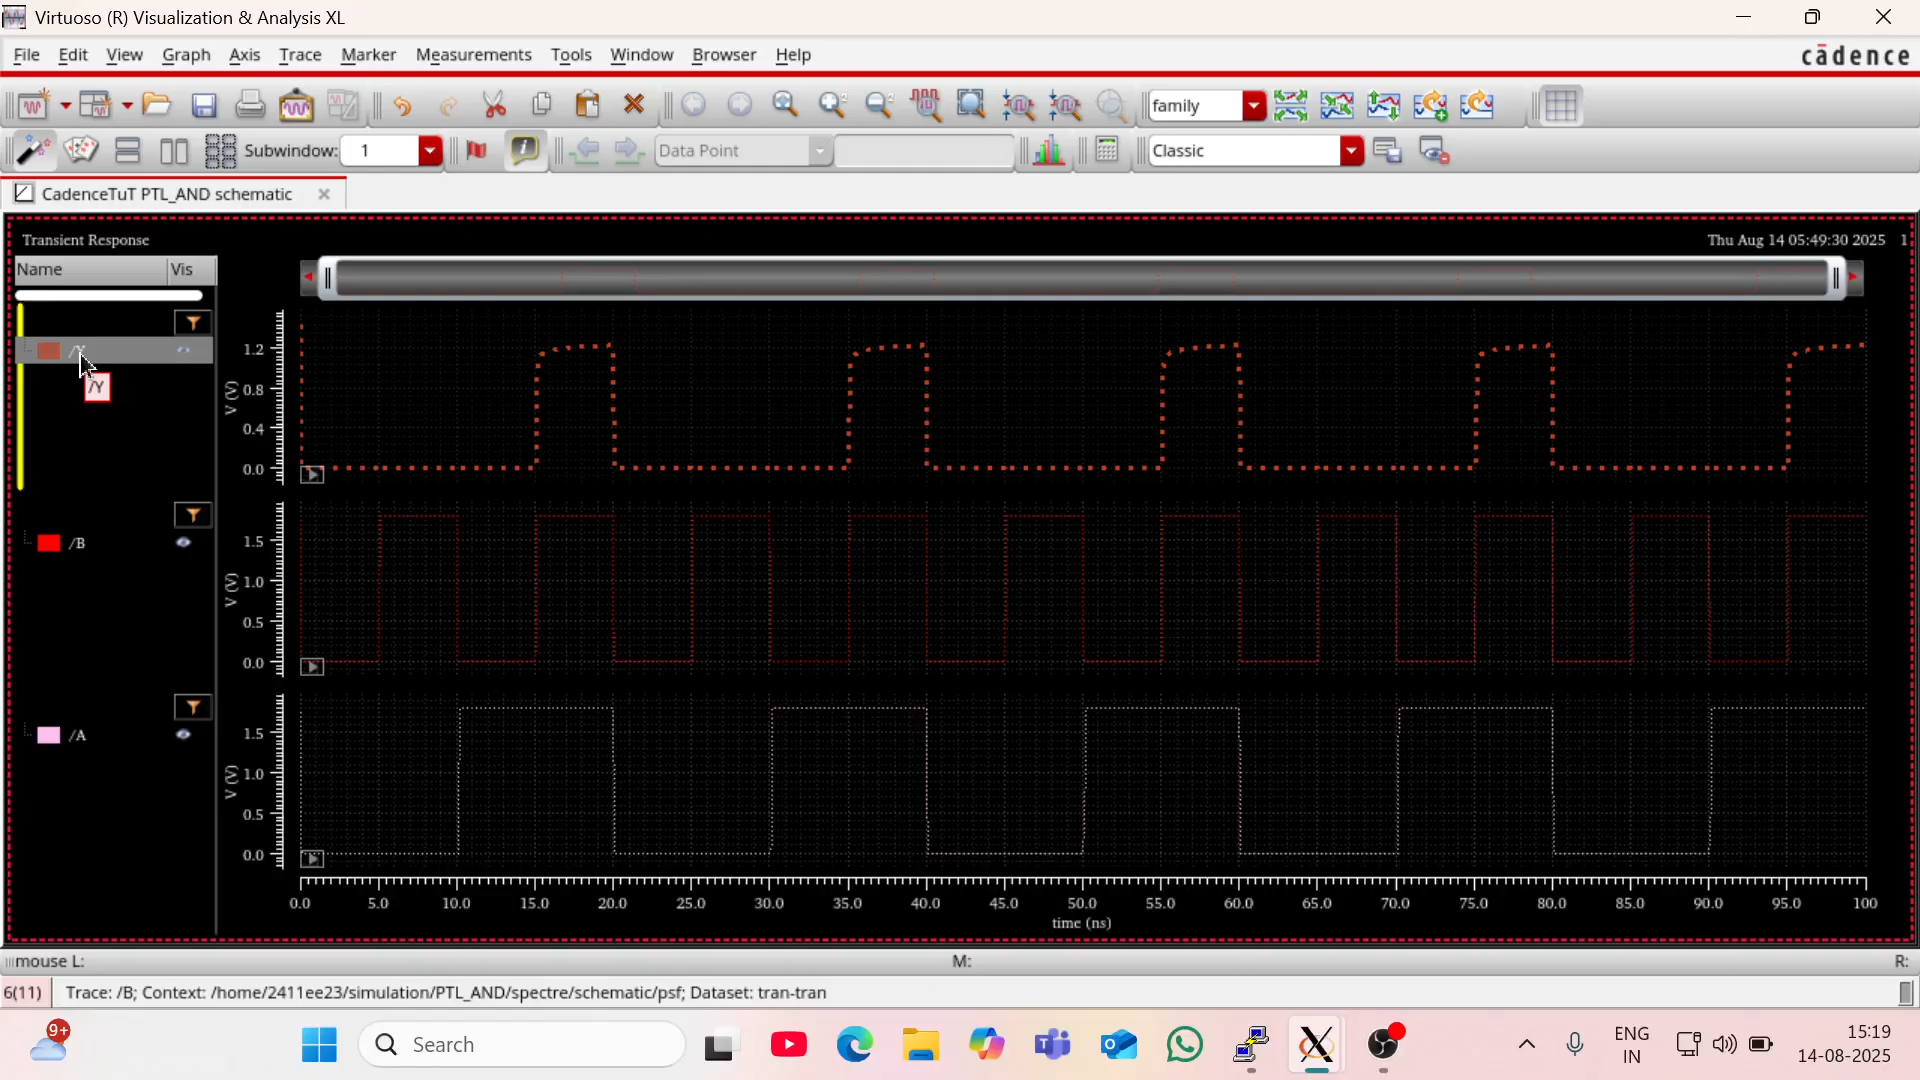 Virtuoso (R) Visualization & Analysis XL
File Edit View Graph Axis Trace Marker Measurements Tools Window Browser Help
cādence
family
Subwindow: 1 Data Point Classic
CadenceTuT PTL_AND schematic
Transient Response
Thu Aug 14 05:49:30 2025 1
Name Vis
/Y
/Y
V (V)
1.2
0.8
0.4
0.0
/B
V (V)
1.5
1.0
0.5
0.0
/A
V (V)
1.5
1.0
0.5
0.0
0.0 5.0 10.0 15.0 20.0 25.0 30.0 35.0 40.0 45.0 50.0 55.0 60.0 65.0 70.0 75.0 80.0 85.0 90.0 95.0 100
time (ns)
mouse L: M: R:
6(11) Trace: /B; Context: /home/2411ee23/simulation/PTL_AND/spectre/schematic/psf; Dataset: tran-tran
9+
Search
ENG
IN
15:19
14-08-2025